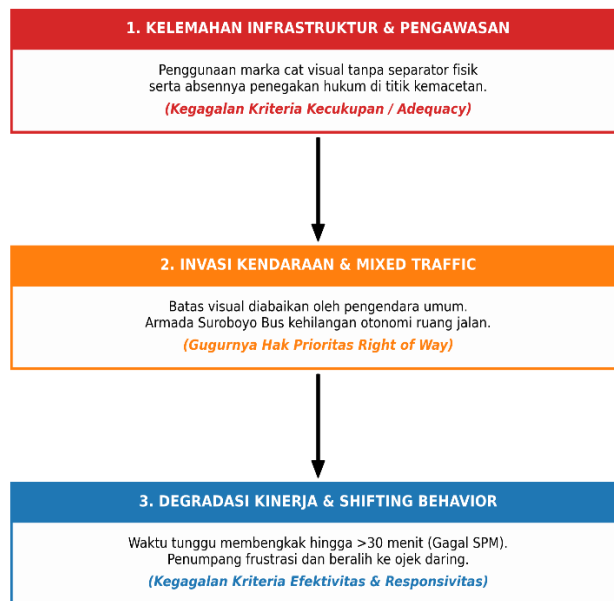 1. KELEMAHAN INFRASTRUKTUR & PENGAWASAN
Penggunaan marka cat visual tanpa separator fisik
serta absennya penegakan hukum di titik kemacetan.
(Kegagalan Kriteria Kecukupan / Adequacy)
2. INVASI KENDARAAN & MIXED TRAFFIC
Batas visual diabaikan oleh pengendara umum.
Armada Suroboyo Bus kehilangan otonomi ruang jalan.
(Gugurnya Hak Prioritas Right of Way)
3. DEGRADASI KINERJA & SHIFTING BEHAVIOR
Waktu tunggu membengkak hingga >30 menit (Gagal SPM).
Penumpang frustrasi dan beralih ke ojek daring.
(Kegagalan Kriteria Efektivitas & Responsivitas)